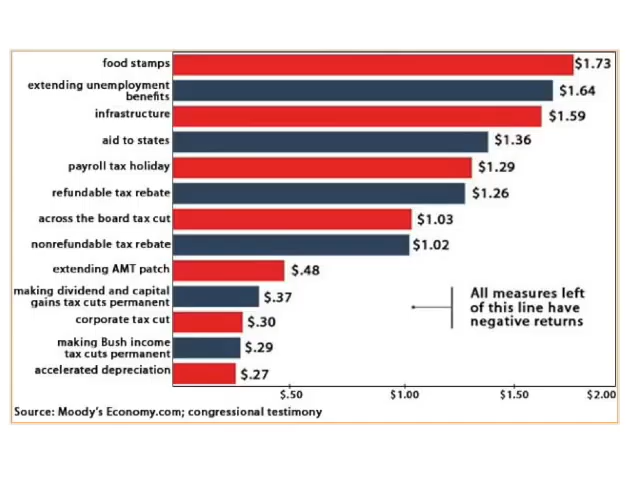 food stamps $1.73
extending unemployment
benefits $1.64
infrastructure $1.59
aid to states $1.36
payroll tax holiday $1.29
refundable tax rebate $1.26
across the board tax cut $1.03
nonrefundable tax rebate $1.02
extending AMT patch $.48
making dividend and capital
gains tax cuts permanent $.37
All measures left
of this line have
negative returns
corporate tax cut $.30
making Bush income
tax cuts permanent $.29
accelerated depreciation $.27
$.50 $1.00 $1.50 $2.00
Source: Moody's Economy.com; congressional testimony